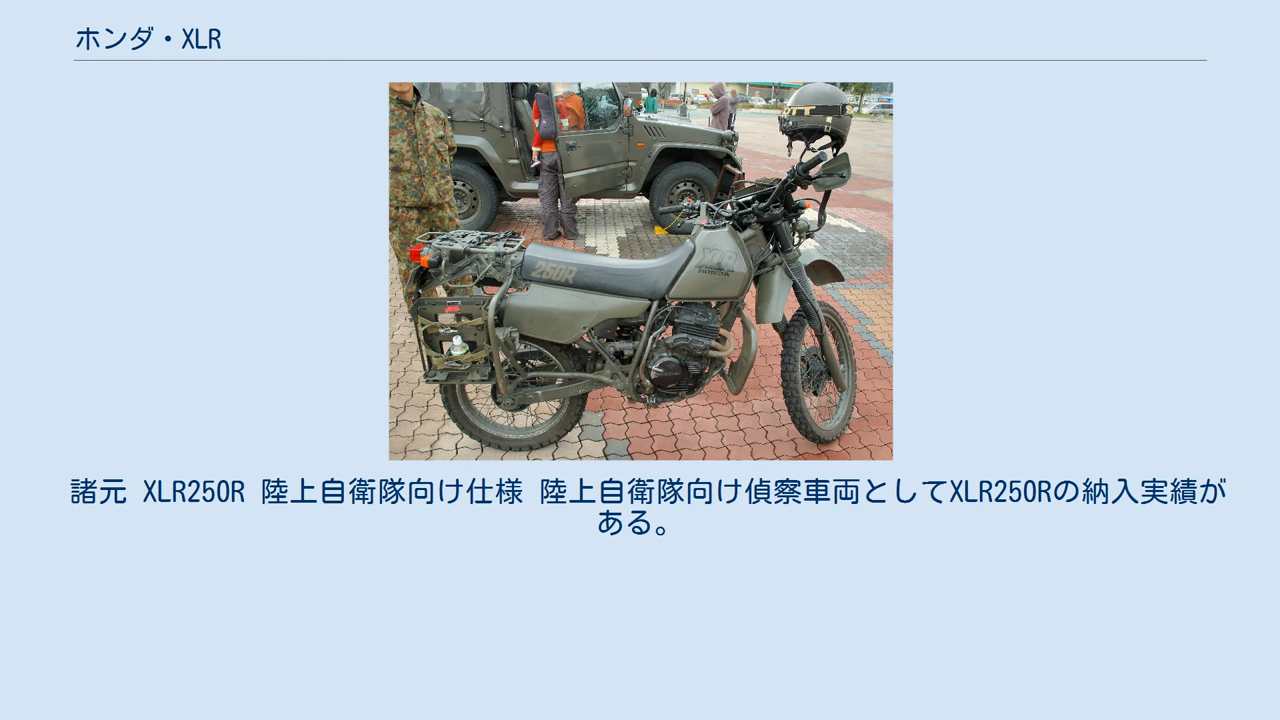 ホンダ・XLR
XLR
HONDA
250R
諸元 XLR250R 陸上自衛隊向け仕様 陸上自衛隊向け偵察車両としてXLR250Rの納入実績が
ある。